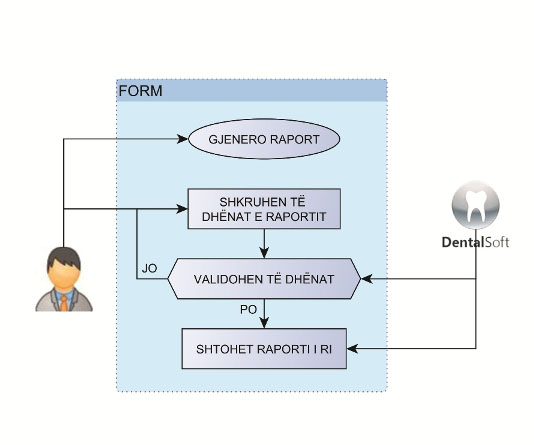 FORM
GJENERO RAPORT
SHKRUHEN TË
DHËNAT E RAPORTIT
DentalSoft
JO
VALIDOHEN TË DHËNAT
PO
SHTOHET RAPORTI I RI